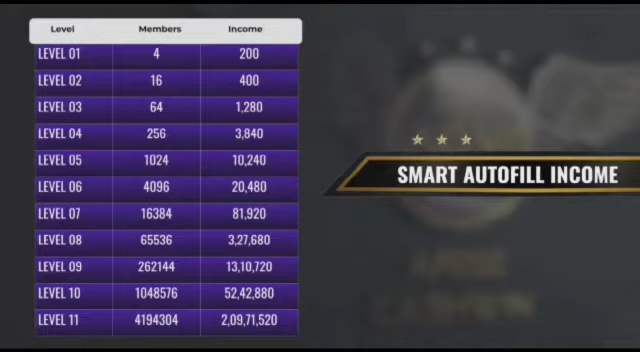 Level Members Income
LEVEL 01 4 200
LEVEL 02 16 400
LEVEL 03 64 1,280
LEVEL 04 256 3,840
LEVEL 05 1024 10,240
LEVEL 06 4096 20,480
LEVEL 07 16384 81,920
LEVEL 08 65536 3,27,680
LEVEL 09 262144 13,10,720
LEVEL 10 1048576 52,42,880
LEVEL 11 4194304 2,09,71,520
SMART AUTOFILL INCOME